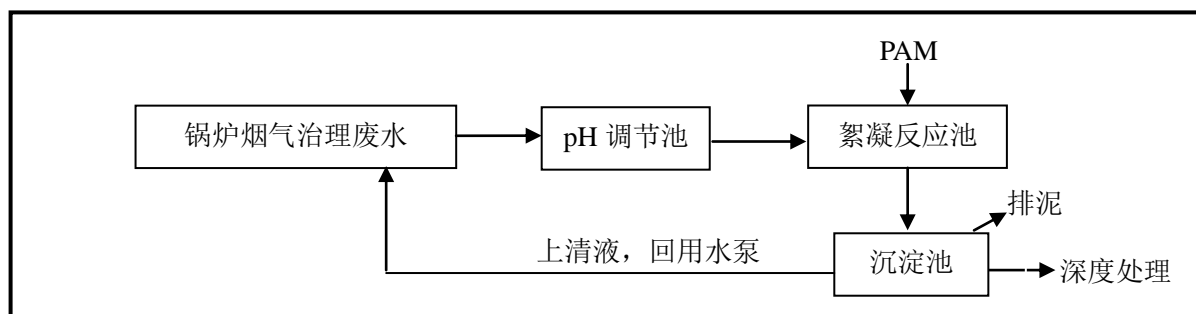 PAM
锅炉烟气治理废水
pH 调节池
絮凝反应池
排泥
上清液，回用水泵
沉淀池
深度处理